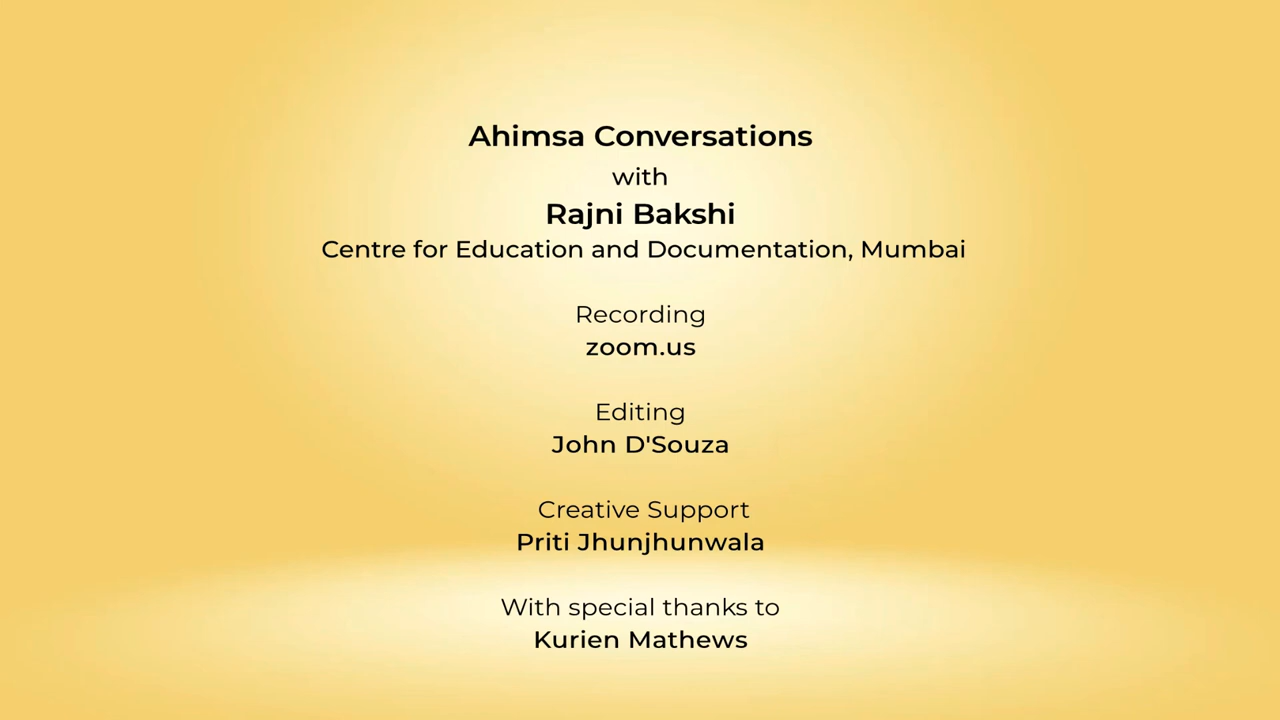 Ahimsa Conversations
with
Rajni Bakshi
Centre for Education and Documentation, Mumbai
Recording
zoom.us
Editing
John D'Souza
Creative Support
Priti Jhunjhunwala
With special thanks to
Kurien Mathews